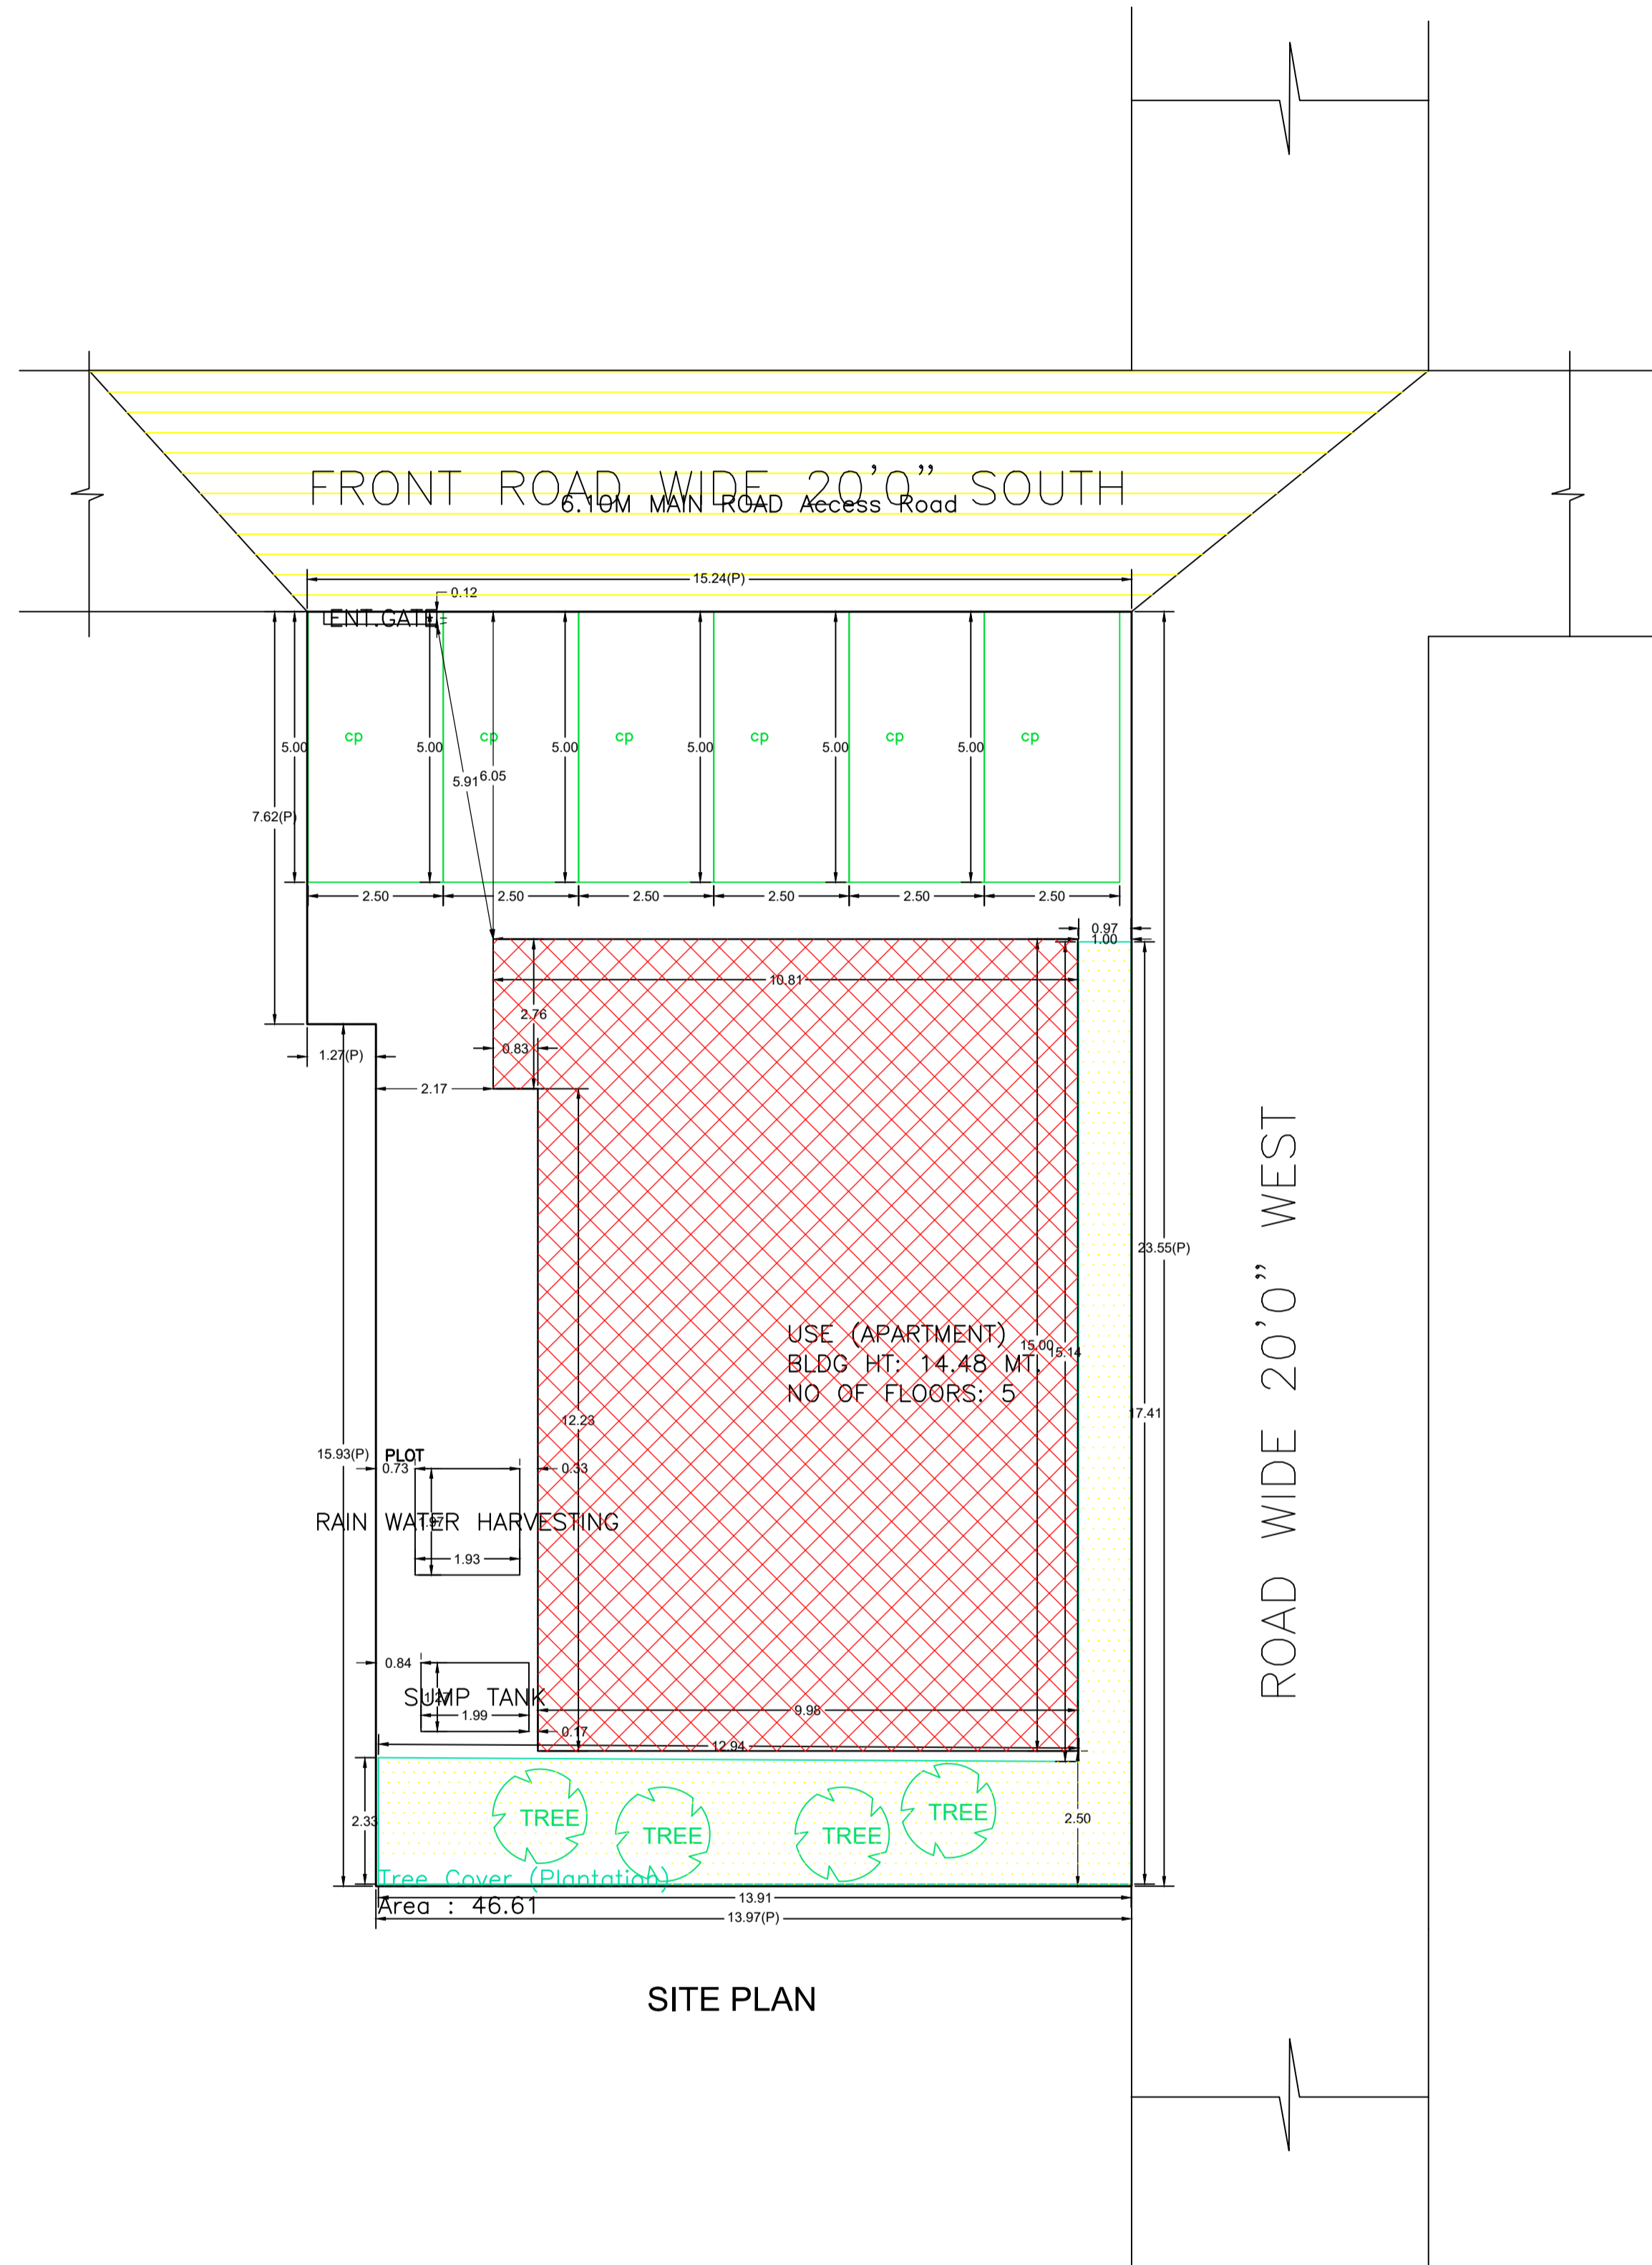 FRONT ROAD WIDE 20'0" SOUTH
6.10M MAIN ROAD Access Road
15.24(P)
0.12
ENT.GATE
cp
cp
cp
cp
cp
cp
5.00
5.00
5.00
5.00
5.00
5.00
5.91
6.05
7.62(P)
2.50
2.50
2.50
2.50
2.50
2.50
0.97
1.00
10.81
2.76
0.83
1.27(P)
2.17
ROAD WIDE 20'0" WEST
23.55(P)
USE (APARTMENT)
BLDG HT: 14.48 MT.
NO OF FLOORS: 5
15.00
15.14
17.41
12.23
15.93(P)
PLOT
0.73
0.33
RAIN WATER HARVESTING
1.97
1.93
0.84
SUMP TANK
1.27
1.99
9.98
0.17
12.94
2.33
TREE
TREE
TREE
TREE
2.50
Tree Cover (Plantation)
13.91
Area : 46.61
13.97(P)
SITE PLAN